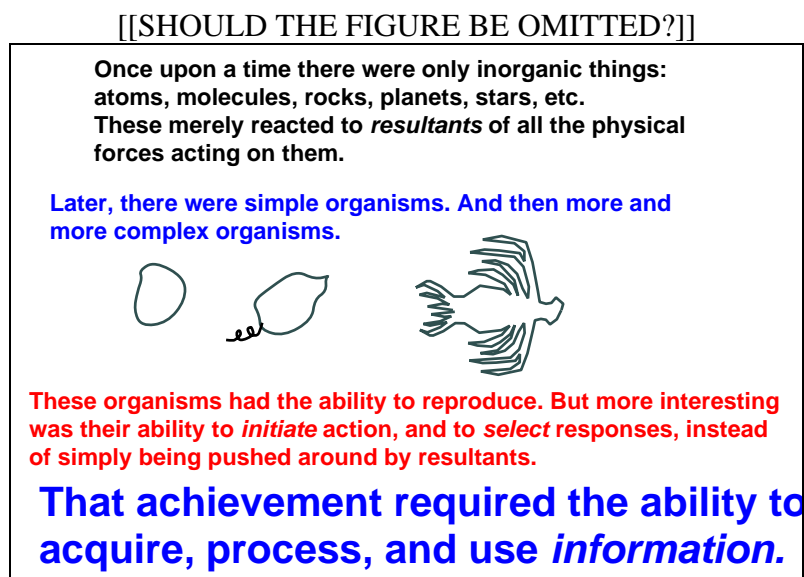 [[SHOULD THE FIGURE BE OMITTED?]]
Once upon a time there were only inorganic things:
atoms, molecules, rocks, planets, stars, etc.
These merely reacted to resultants of all the physical
forces acting on them.
Later, there were simple organisms. And then more and
more complex organisms.
These organisms had the ability to reproduce. But more interesting
was their ability to initiate action, and to select responses, instead
of simply being pushed around by resultants.
That achievement required the ability to
acquire, process, and use information.